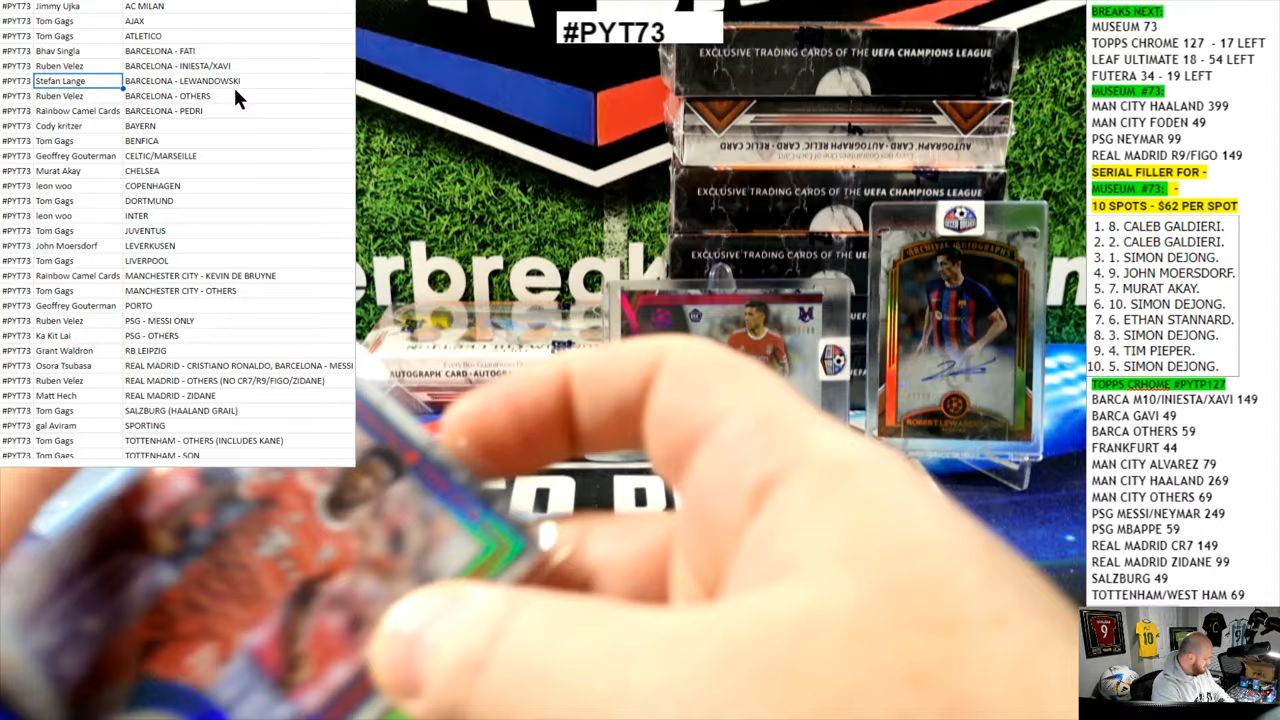 #PYT73 Jimmy Ujka AC MILAN
#PYT73 Tom Gags AJAX
#PYT73 Tom Gags ATLETICO
#PYT73 Bhav Singla BARCELONA - FATI
#PYT73 Ruben Velez BARCELONA - INIESTA/XAVI
#PYT73 Stefan Lange BARCELONA - LEWANDOWSKI
#PYT73 Ruben Velez BARCELONA - OTHERS
#PYT73 Rainbow Camel Cards BARCELONA - PEDRI
#PYT73 Cody kritzer BAYERN
#PYT73 Tom Gags BENFICA
#PYT73 Geoffrey Gouterman CELTIC/MARSEILLE
#PYT73 Murat Akay CHELSEA
#PYT73 leon woo COPENHAGEN
#PYT73 Tom Gags DORTMUND
#PYT73 leon woo INTER
#PYT73 Tom Gags JUVENTUS
#PYT73 John Moersdorf LEVERKUSEN
#PYT73 Tom Gags LIVERPOOL
#PYT73 Rainbow Camel Cards MANCHESTER CITY - KEVIN DE BRUYNE
#PYT73 Tom Gags MANCHESTER CITY - OTHERS
#PYT73 Geoffrey Gouterman PORTO
#PYT73 Ruben Velez PSG - MESSI ONLY
#PYT73 Ka Kit Lai PSG - OTHERS
#PYT73 Grant Waldron RB LEIPZIG
#PYT73 Osora Tsubasa REAL MADRID - CRISTIANO RONALDO, BARCELONA - MESSI
#PYT73 Ruben Velez REAL MADRID - OTHERS (NO CR7/R9/FIGO/ZIDANE)
#PYT73 Matt Hech REAL MADRID - ZIDANE
#PYT73 Tom Gags SALZBURG (HAALAND GRAIL)
#PYT73 gal Aviram SPORTING
#PYT73 Tom Gags TOTTENHAM - OTHERS (INCLUDES KANE)
#PYT73 Tom Gags TOTTENHAM - SON
#PYT73
EXCLUSIVE TRADING CARDS OF THE UEFA CHAMPIONS LEAGUE
AUTOGRAPH CARD · RELIC CARD
EXCLUSIVE TRADING CARDS OF THE UEFA CHAMPIONS LEAGUE
EXCLUSIVE TRADING CARDS OF THE UE
erbrea
AUTOGRAPH CARD · AUTOG
ARCHIVAL AUTOGRAPHS
ROBERT LEWANDOWSKI
BREAKS NEXT:
MUSEUM 73
TOPPS CHROME 127 - 17 LEFT
LEAF ULTIMATE 18 - 54 LEFT
FUTERA 34 - 19 LEFT
MUSEUM #73:
MAN CITY HAALAND 399
MAN CITY FODEN 49
PSG NEYMAR 99
REAL MADRID R9/FIGO 149
SERIAL FILLER FOR -
MUSEUM #73: -
10 SPOTS - $62 PER SPOT
1. 8. CALEB GALDIERI.
2. 2. CALEB GALDIERI.
3. 1. SIMON DEJONG.
4. 9. JOHN MOERSDORF.
5. 7. MURAT AKAY.
6. 10. SIMON DEJONG.
7. 6. ETHAN STANNARD.
8. 3. SIMON DEJONG.
9. 4. TIM PIEPER.
10. 5. SIMON DEJONG.
TOPPS CRHOME #PYTP127
BARCA M10/INIESTA/XAVI 149
BARCA GAVI 49
BARCA OTHERS 59
FRANKFURT 44
MAN CITY ALVAREZ 79
MAN CITY HAALAND 269
MAN CITY OTHERS 69
PSG MESSI/NEYMAR 249
PSG MBAPPE 59
REAL MADRID CR7 149
REAL MADRID ZIDANE 99
SALZBURG 49
TOTTENHAM/WEST HAM 69